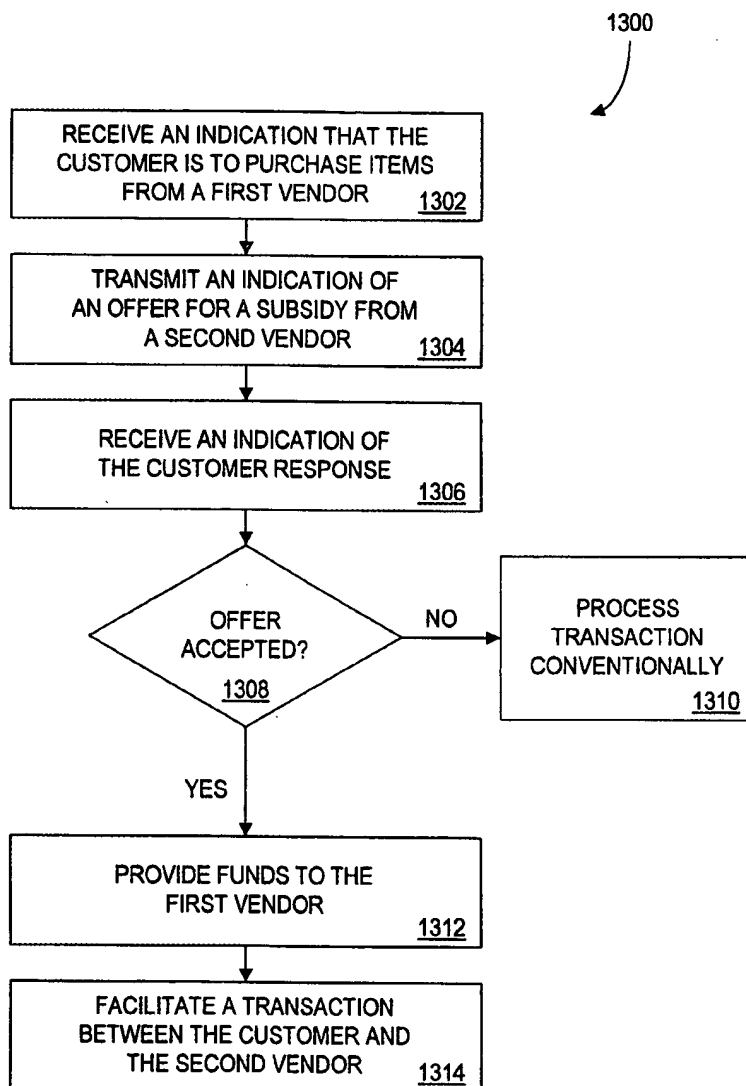 1300
RECEIVE AN INDICATION THAT THE
CUSTOMER IS TO PURCHASE ITEMS
FROM A FIRST VENDOR
1302
TRANSMIT AN INDICATION OF
AN OFFER FOR A SUBSIDY FROM
A SECOND VENDOR
1304
RECEIVE AN INDICATION OF
THE CUSTOMER RESPONSE
1306
OFFER
ACCEPTED?
1308
NO
PROCESS
TRANSACTION
CONVENTIONALLY
1310
YES
PROVIDE FUNDS TO THE
FIRST VENDOR
1312
FACILITATE A TRANSACTION
BETWEEN THE CUSTOMER AND
THE SECOND VENDOR
1314